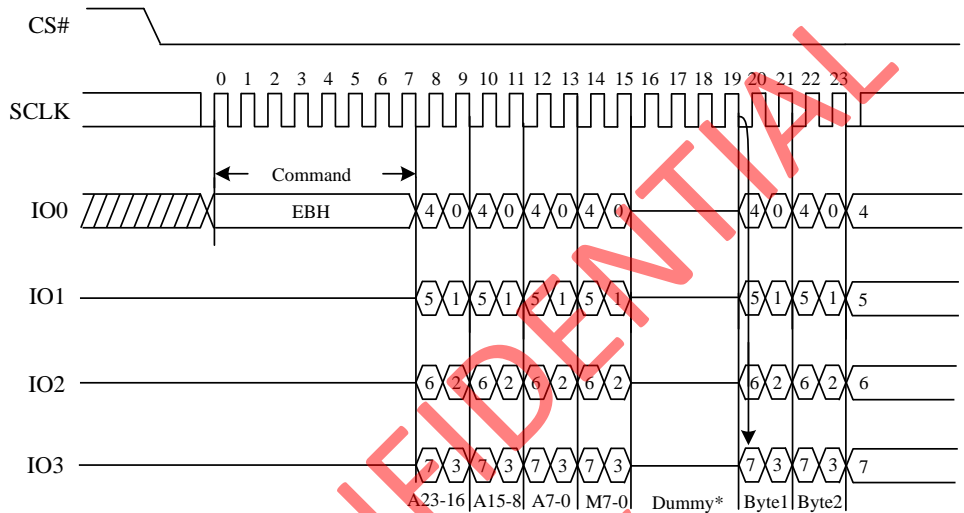 CS#
0 1 2 3 4 5 6 7 8 9 10 11 12 13 14 15 16 17 18 19 20 21 22 23
SCLK
Command
IO0 EBH 4 0 4 0 4 0 4 0 4 0 4 0 4
IO1 5 1 5 1 5 1 5 1 5 1 5 1 5
IO2 6 2 6 2 6 2 6 2 6 2 6 2 6
IO3 7 3 7 3 7 3 7 3 7 3 7 3 7
A23-16 A15-8 A7-0 M7-0 Dummy* Byte1 Byte2
NFIDENTIAL